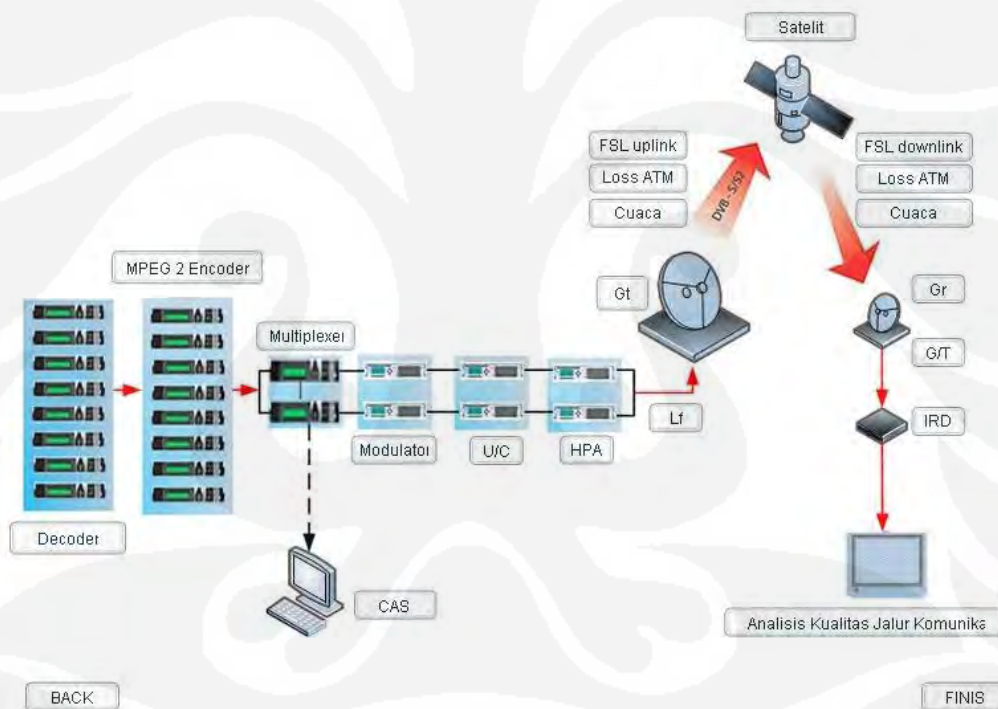 Satelit
FSL uplink
Loss ATM
Cuaca
DVB - S/S2
FSL downlink
Loss ATM
Cuaca
MPEG 2 Encoder
Gt
Gr
Multiplexer
G/T
Lf
IRD
Modulator
U/C
HPA
Decoder
CAS
Analisis Kualitas Jalur Komunika
BACK
FINIS